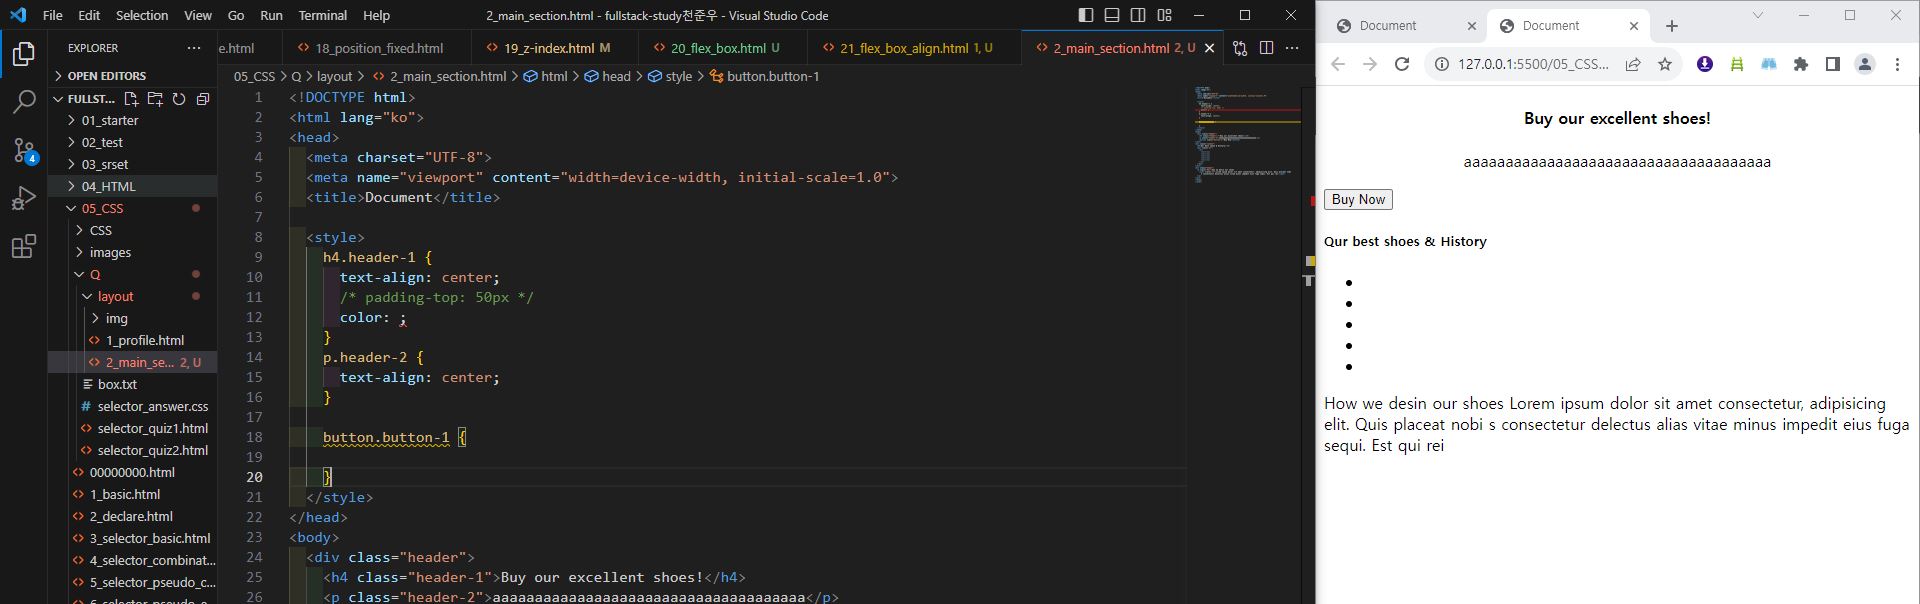 File Edit Selection View Go Run Terminal Help
2_main_section.html - fullstack-study천준우 - Visual Studio Code
EXPLORER
OPEN EDITORS
FULLST...
01_starter
02_test
03_srset
04_HTML
05_CSS
CSS
images
Q
layout
img
1_profile.html
2_main_se... 2, U
box.txt
selector_answer.css
selector_quiz1.html
selector_quiz2.html
00000000.html
1_basic.html
2_declare.html
3_selector_basic.html
4_selector_combinat...
5_selector_pseudo_c...
4
e.html
18_position_fixed.html
19_z-index.html M
20_flex_box.html U
21_flex_box_align.html 1, U
2_main_section.html 2, U
05_CSS > Q > layout > 2_main_section.html > html > head > style > button.button-1
1 <!DOCTYPE html>
2 <html lang="ko">
3 <head>
4 <meta charset="UTF-8">
5 <meta name="viewport" content="width=device-width, initial-scale=1.0">
6 <title>Document</title>
7
8 <style>
9 h4.header-1 {
10 text-align: center;
11 /* padding-top: 50px */
12 color: ;
13 }
14 p.header-2 {
15 text-align: center;
16 }
17
18 button.button-1 {
19
20 }
21 </style>
22 </head>
23 <body>
24 <div class="header">
25 <h4 class="header-1">Buy our excellent shoes!</h4>
26 <p class="header-2">aaaaaaaaaaaaaaaaaaaaaaaaaaaaaaaaaaaaa</p>
Document
Document
127.0.0.1:5500/05_CSS...
Buy our excellent shoes!
aaaaaaaaaaaaaaaaaaaaaaaaaaaaaaaaaaaaa
Buy Now
Qur best shoes & History
How we desin our shoes Lorem ipsum dolor sit amet consectetur, adipisicing
elit. Quis placeat nobi s consectetur delectus alias vitae minus impedit eius fuga
sequi. Est qui rei